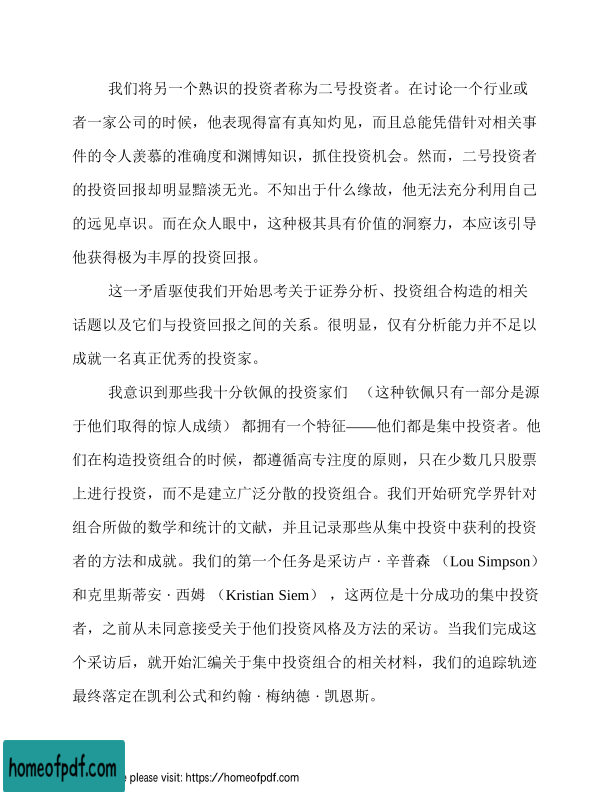 我们将另一个熟识的投资者称为二号投资者。在讨论一个行业或
者一家公司的时候，他表现得富有真知灼见，而且总能凭借针对相关事
件的令人羡慕的准确度和渊博知识，抓住投资机会。然而，二号投资者
的投资回报却明显黯淡无光。不知出于什么缘故，他无法充分利用自己
的远见卓识。而在众人眼中，这种极其具有价值的洞察力，本应该引导
他获得极为丰厚的投资回报。
这一矛盾驱使我们开始思考关于证券分析、投资组合构造的相关
话题以及它们与投资回报之间的关系。很明显，仅有分析能力并不足以
成就一名真正优秀的投资家。
我意识到那些我十分钦佩的投资家们 （这种钦佩只有一部分是源
于他们取得的惊人成绩） 都拥有一个特征——他们都是集中投资者。他
们在构造投资组合的时候，都遵循高专注度的原则，只在少数几只股票
上进行投资，而不是建立广泛分散的投资组合。我们开始研究学界针对
组合所做的数学和统计的文献，并且记录那些从集中投资中获利的投资
者的方法和成就。我们的第一个任务是采访卢 · 辛普森 （Lou Simpson）
和克里斯蒂安 · 西姆 （Kristian Siem） ，这两位是十分成功的集中投资
者，之前从未同意接受关于他们投资风格及方法的采访。当我们完成这
个采访后，就开始汇编关于集中投资组合的相关材料，我们的追踪轨迹
最终落定在凯利公式和约翰 · 梅纳德 · 凯恩斯。
homeofpdf.com
please visit: https://homeofpdf.com